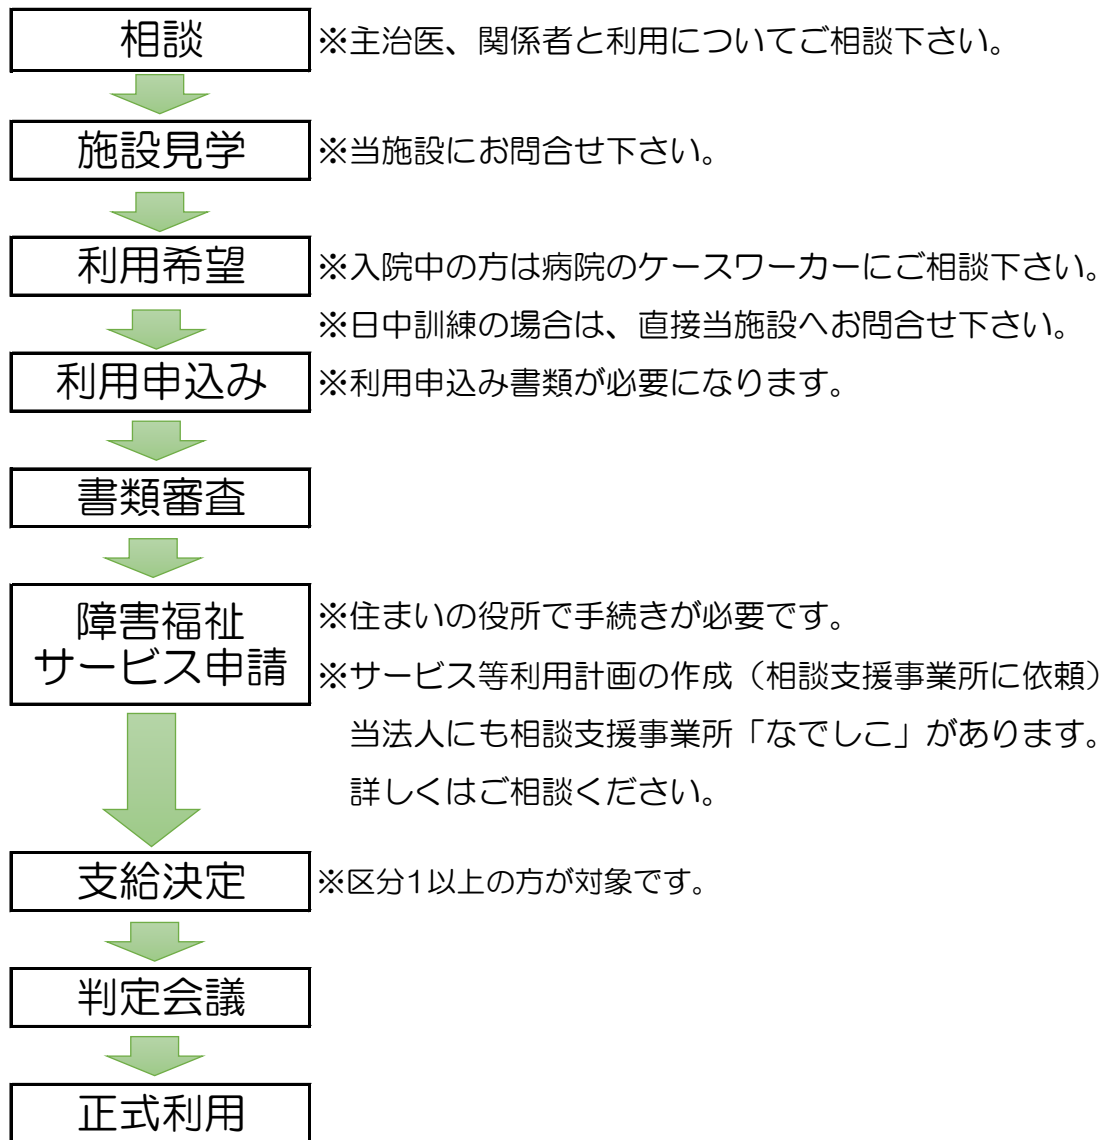 相談
※主治医、関係者と利用についてご相談下さい。
施設見学
※当施設にお問合せ下さい。
利用希望
※入院中の方は病院のケースワーカーにご相談下さい。
※日中訓練の場合は、直接当施設へお問合せ下さい。
利用申込み
※利用申込み書類が必要になります。
書類審査
障害福祉
サービス申請
※住まいの役所で手続きが必要です。
※サービス等利用計画の作成（相談支援事業所に依頼）
当法人にも相談支援事業所「なでしこ」があります。
詳しくはご相談ください。
支給決定
※区分1以上の方が対象です。
判定会議
正式利用